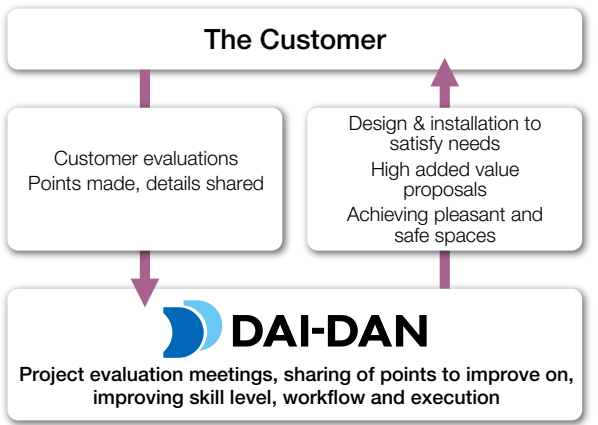 The Customer
Customer evaluations
Points made, details shared
Design & installation to
satisfy needs
High added value
proposals
Achieving pleasant and
safe spaces
DAI-DAN
Project evaluation meetings, sharing of points to improve on,
improving skill level, workflow and execution